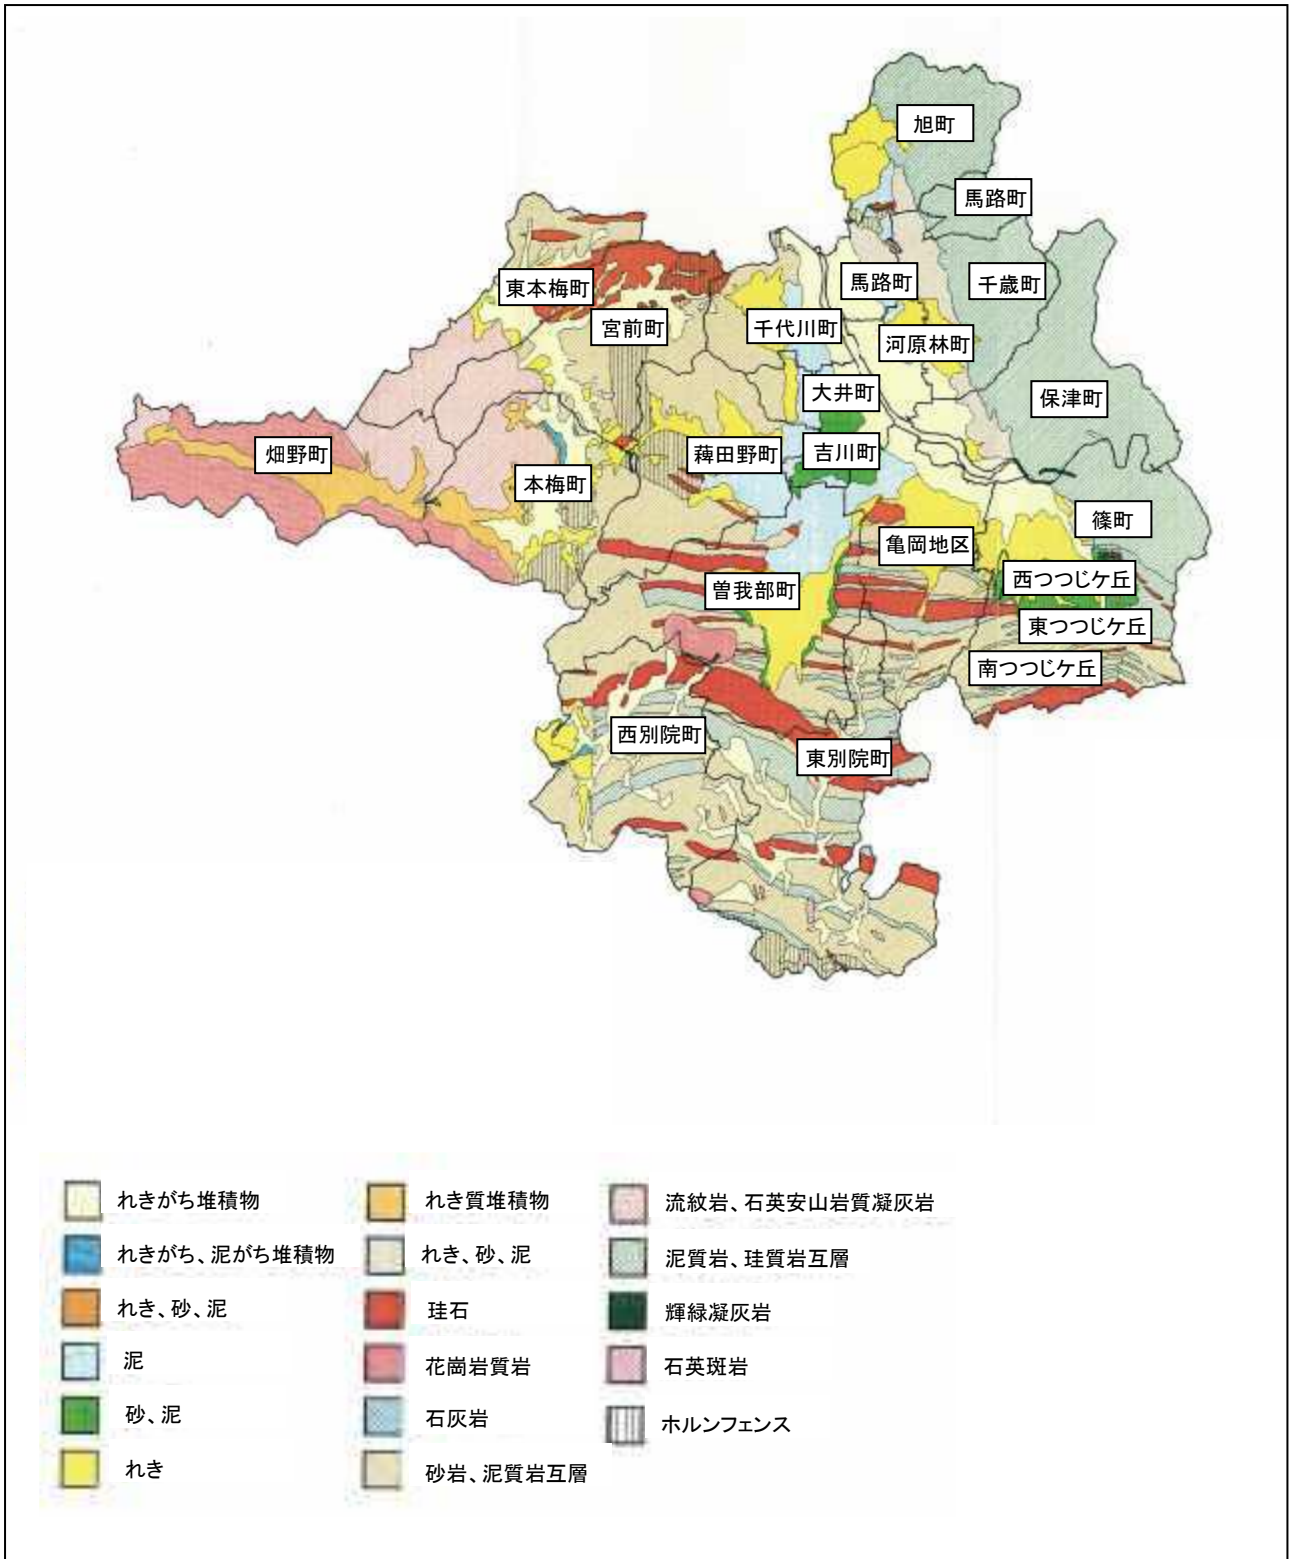 旭町
馬路町
馬路町
千歳町
東本梅町
宮前町
千代川町
河原林町
大井町
保津町
畑野町
本梅町
薭田野町
吉川町
篠町
亀岡地区
西つつじケ丘
曽我部町
東つつじケ丘
南つつじケ丘
西別院町
東別院町
れきがち堆積物
れきがち、泥がち堆積物
れき、砂、泥
泥
砂、泥
れき
れき質堆積物
れき、砂、泥
珪石
花崗岩質岩
石灰岩
砂岩、泥質岩互層
流紋岩、石英安山岩質凝灰岩
泥質岩、珪質岩互層
輝緑凝灰岩
石英斑岩
ホルンフェンス